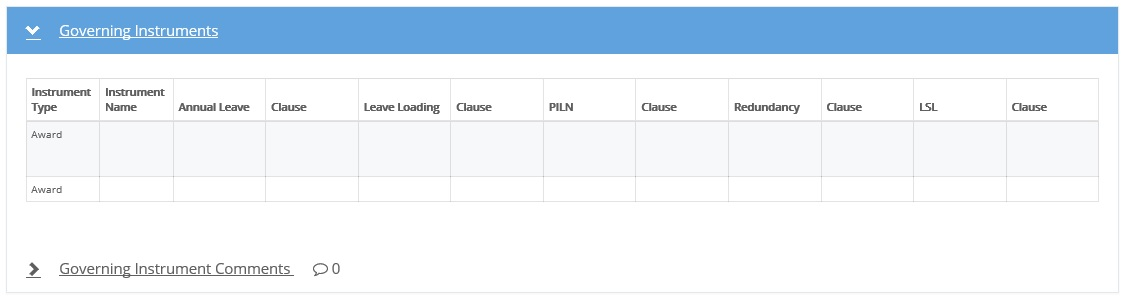 Governing Instruments
Instrument Type Instrument Name Annual Leave Clause Leave Loading Clause PILN Clause Redundancy Clause LSL Clause
Award
Award
Governing Instrument Comments 0